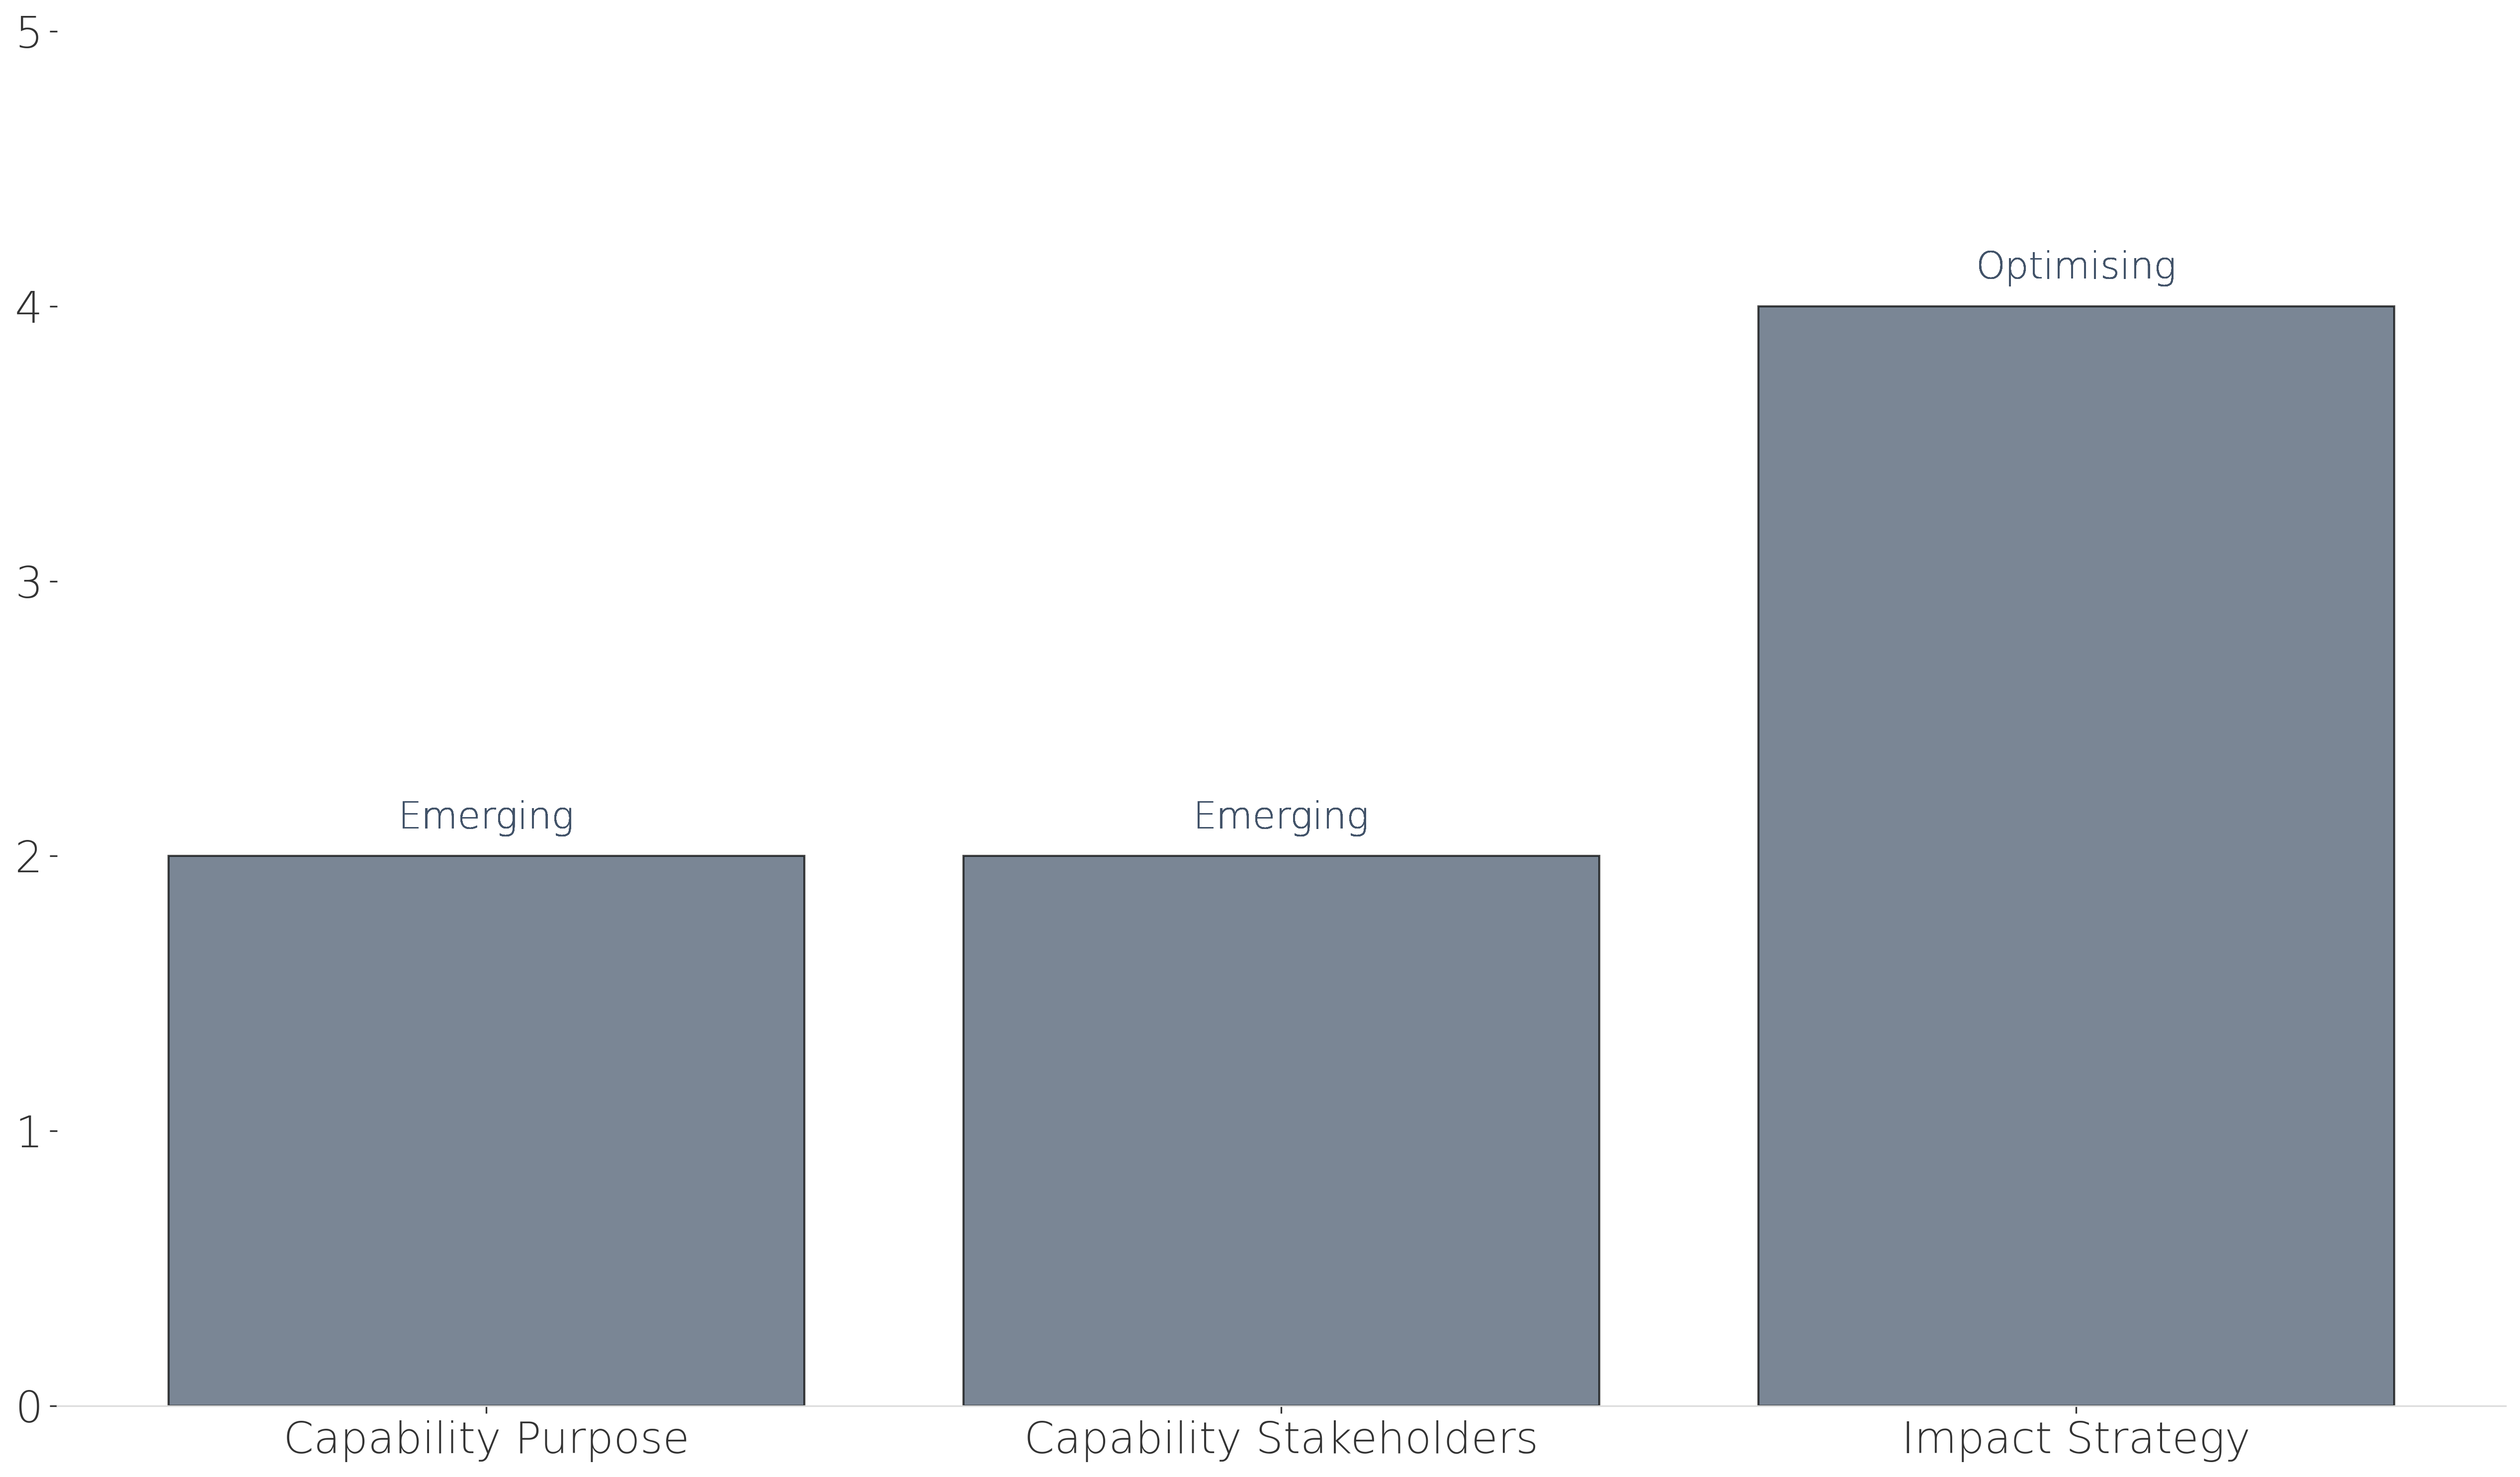 5
4
3
2
1
0
Optimising
Emerging
Emerging
Capability Purpose
Capability Stakeholders
Impact Strategy